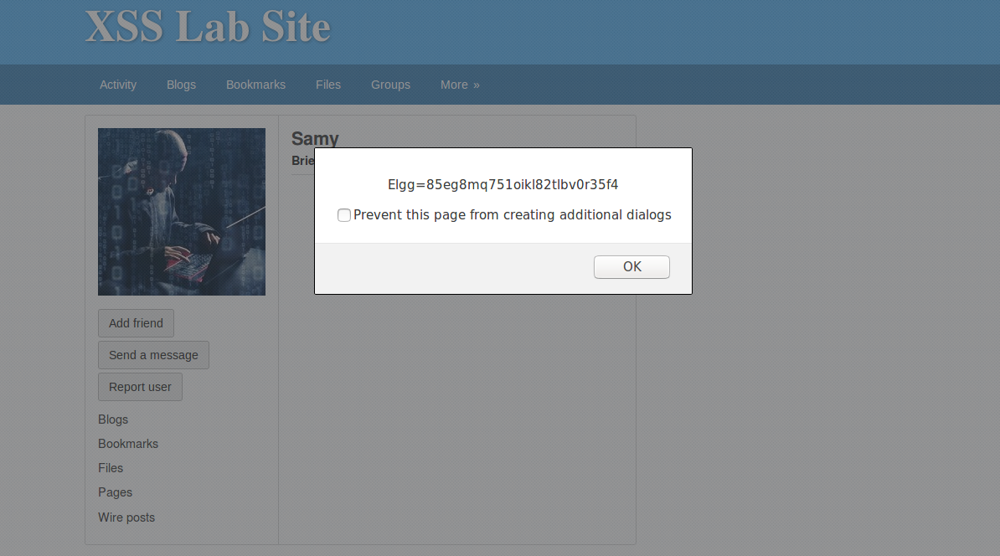 XSS Lab Site
Activity Blogs Bookmarks Files Groups More »
Samy
Brie
Elgg=85eg8mq751oikl82tlbv0r35f4
Prevent this page from creating additional dialogs
OK
Add friend
Send a message
Report user
Blogs
Bookmarks
Files
Pages
Wire posts